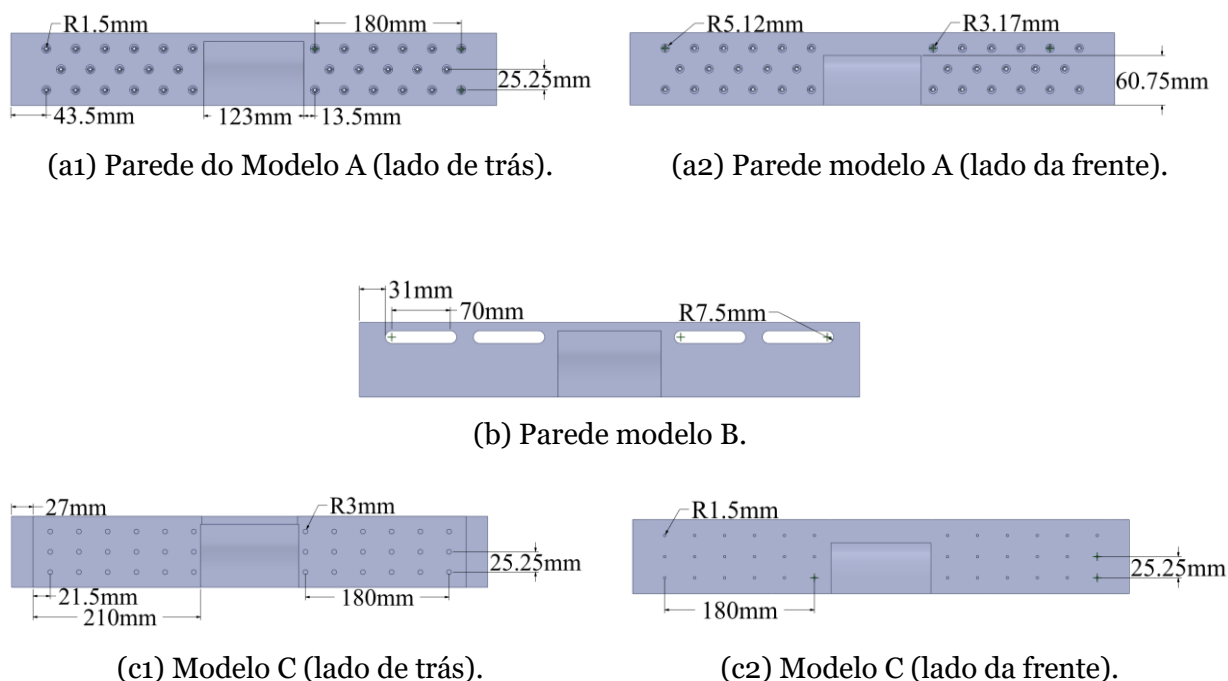 R1.5mm
180mm
25.25mm
43.5mm
123mm
13.5mm
(a1) Parede do Modelo A (lado de trás).
R5.12mm
R3.17mm
60.75mm
(a2) Parede modelo A (lado da frente).
31mm
70mm
R7.5mm
(b) Parede modelo B.
27mm
R3mm
25.25mm
21.5mm
180mm
210mm
(c1) Modelo C (lado de trás).
R1.5mm
25.25mm
180mm
(c2) Modelo C (lado da frente).